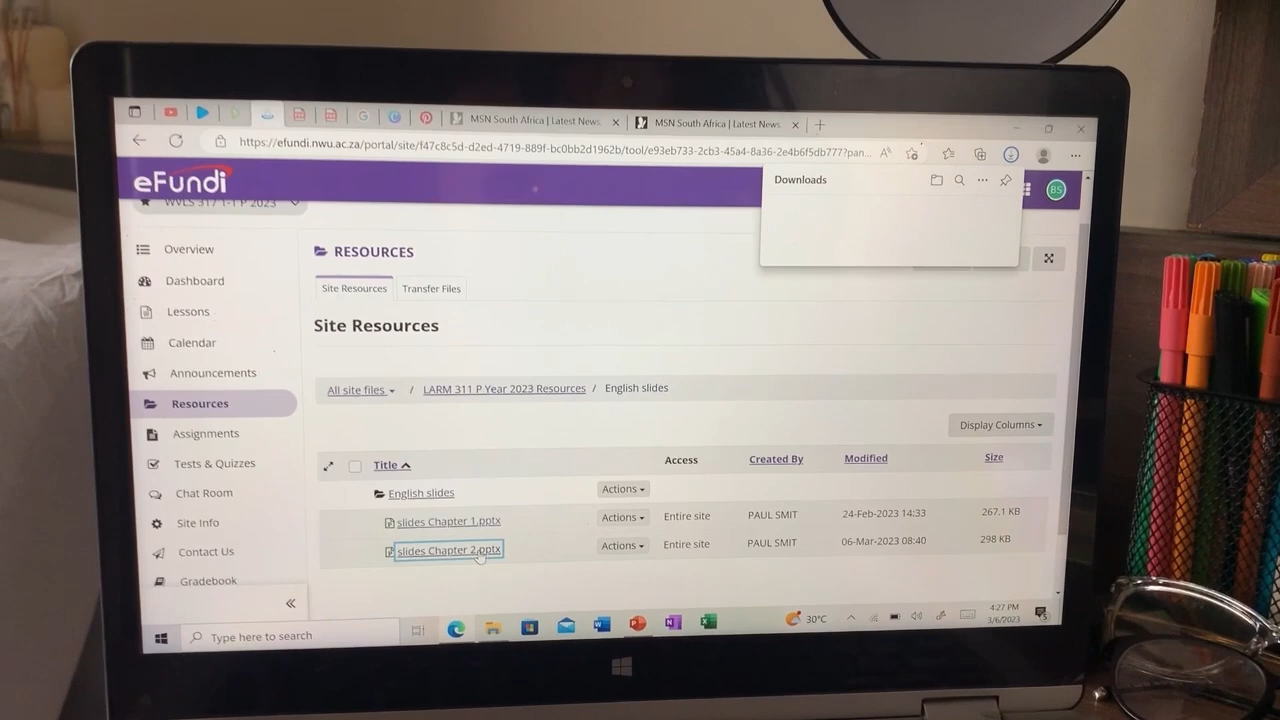 MSN South Africa | Latest News
MSN South Africa | Latest News
https://efundi.nwu.ac.za/portal/site/f47c8c5d-d2ed-4719-889f-bc0bb2d1962b/tool/e93eb733-2cb3-45a4-8a36-2e4b6f5db777?pan...
eFundi
Downloads
BS
WVLS 317 1-1 P 2023
Overview
RESOURCES
Dashboard
Site Resources
Transfer Files
Lessons
Site Resources
Calendar
Announcements
All site files / LARM 311 P Year 2023 Resources / English slides
Resources
Display Columns
Assignments
Title Access Created By Modified Size
Tests & Quizzes
English slides Actions
Chat Room
slides Chapter 1.pptx Actions Entire site PAUL SMIT 24-Feb-2023 14:33 267.1 KB
Site Info
slides Chapter 2.pptx Actions Entire site PAUL SMIT 06-Mar-2023 08:40 298 KB
Contact Us
Gradebook
Type here to search
30°C
4:27 PM
3/6/2023